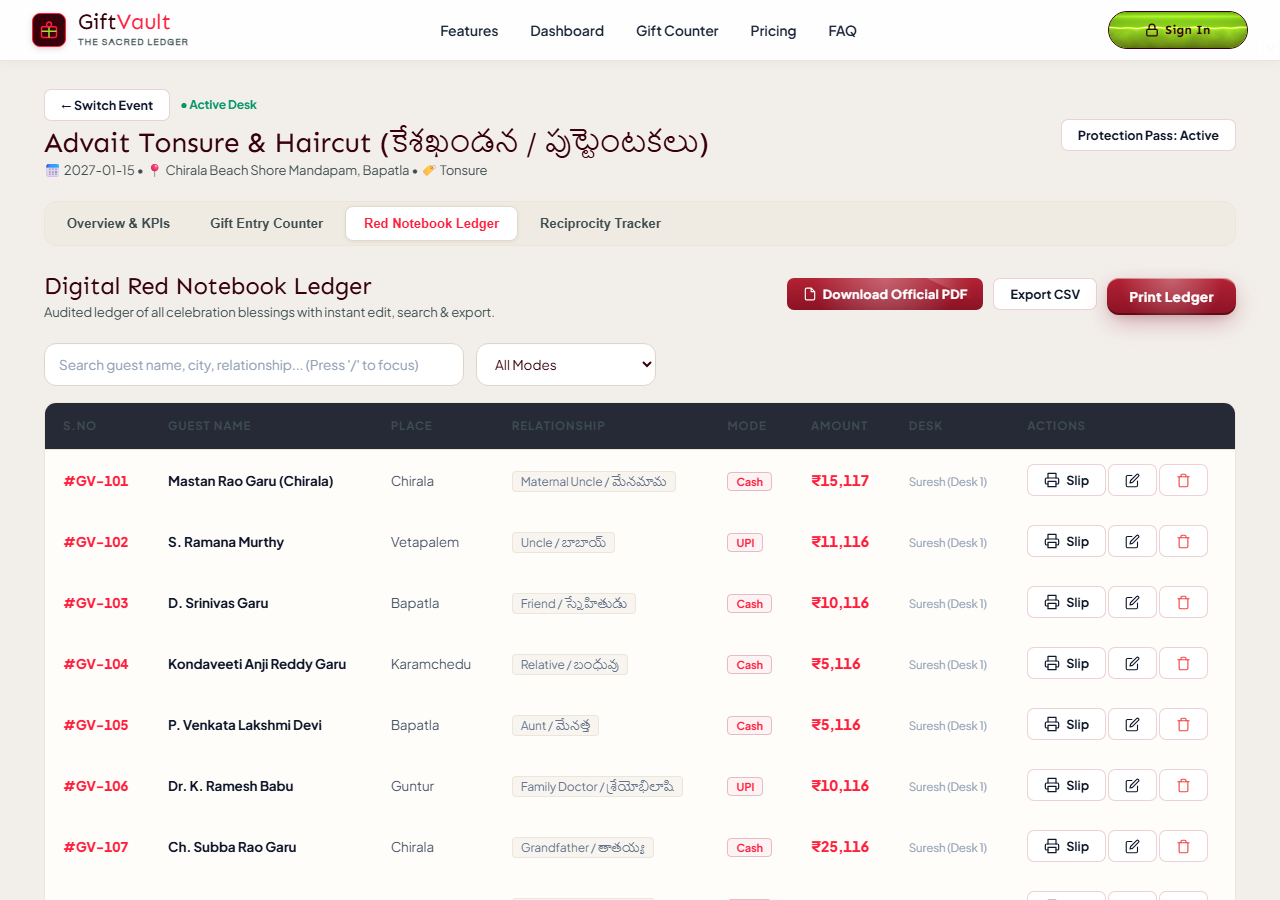 GiftVault
THE SACRED LEDGER
Features
Dashboard
Gift Counter
Pricing
FAQ
Sign In
← Switch Event
● Active Desk
Advait Tonsure & Haircut (కేశఖండన / పుట్టెంటకలు)
2027-01-15 • 📍 Chirala Beach Shore Mandapam, Bapatla • 🏷️ Tonsure
Protection Pass: Active
Overview & KPIs
Gift Entry Counter
Red Notebook Ledger
Reciprocity Tracker
Digital Red Notebook Ledger
Audited ledger of all celebration blessings with instant edit, search & export.
Download Official PDF
Export CSV
Print Ledger
Search guest name, city, relationship... (Press '/' to focus)
All Modes
S.NO GUEST NAME PLACE RELATIONSHIP MODE AMOUNT DESK ACTIONS
#GV-101 Mastan Rao Garu (Chirala) Chirala Maternal Uncle / మేనమామ Cash ₹15,117 Suresh (Desk 1) Slip
#GV-102 S. Ramana Murthy Vetapalem Uncle / బాబాయ్ UPI ₹11,116 Suresh (Desk 1) Slip
#GV-103 D. Srinivas Garu Bapatla Friend / స్నేహితుడు Cash ₹10,116 Suresh (Desk 1) Slip
#GV-104 Kondaveeti Anji Reddy Garu Karamchedu Relative / బంధువు Cash ₹5,116 Suresh (Desk 1) Slip
#GV-105 P. Venkata Lakshmi Devi Bapatla Aunt / మేనత్త Cash ₹5,116 Suresh (Desk 1) Slip
#GV-106 Dr. K. Ramesh Babu Guntur Family Doctor / శ్రేయోభిలాషి UPI ₹10,116 Suresh (Desk 1) Slip
#GV-107 Ch. Subba Rao Garu Chirala Grandfather / తాతయ్య Cash ₹25,116 Suresh (Desk 1) Slip